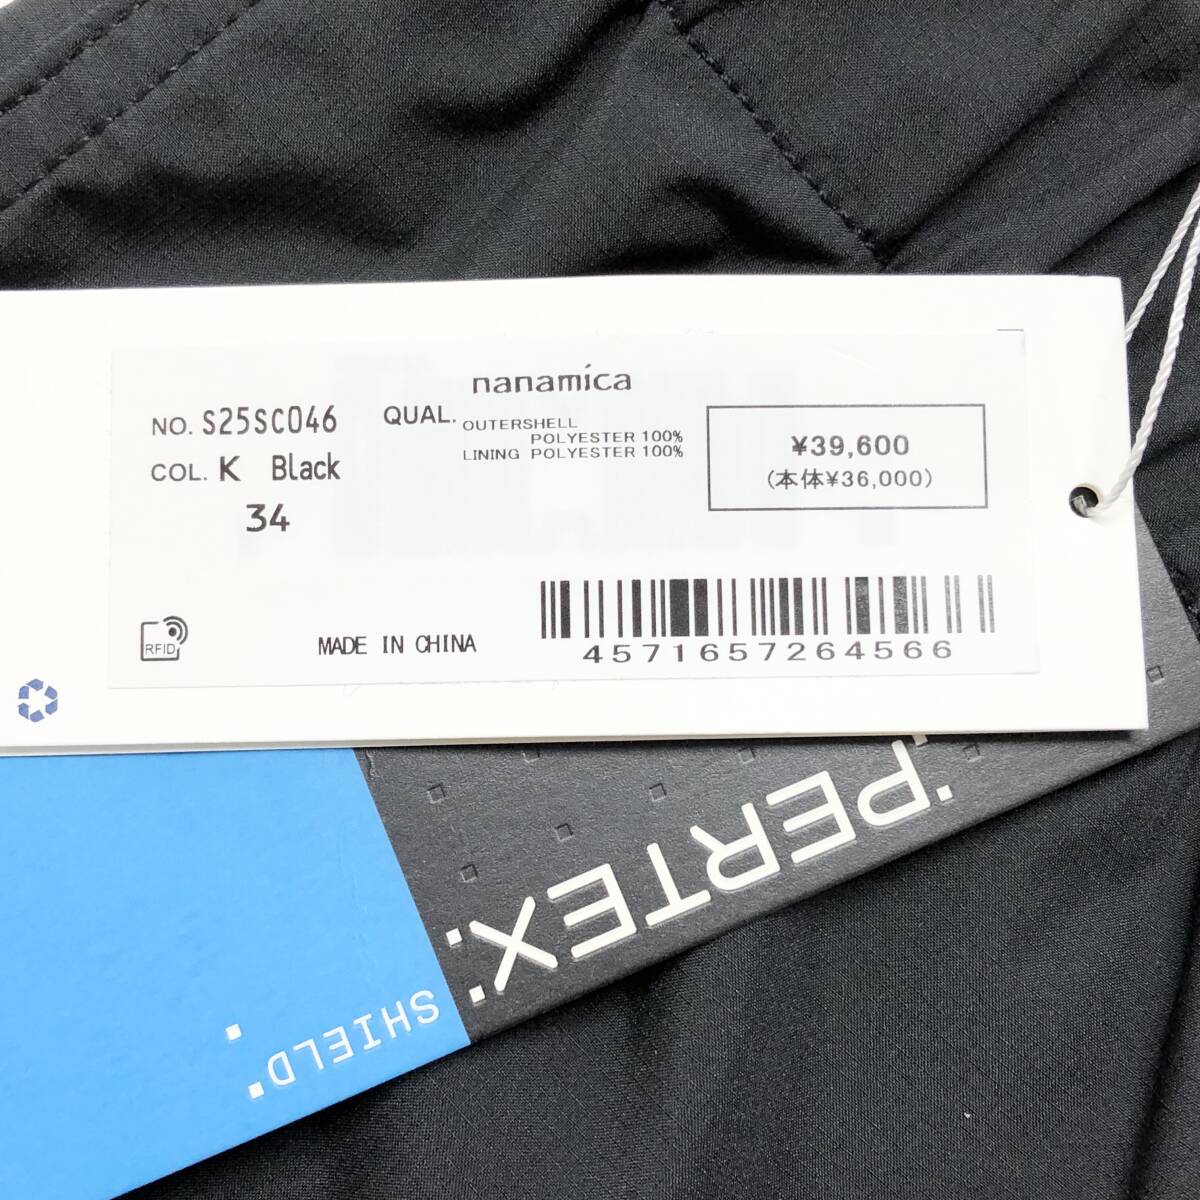 nanamica
NO. S25SC046
COL. K Black
34
QUAL. OUTERSHELL
POLYESTER 100%
LINING POLYESTER 100%
¥39,600
(本体¥36,000)
RFID
MADE IN CHINA
4571657264566
PERTEX
SHIELD